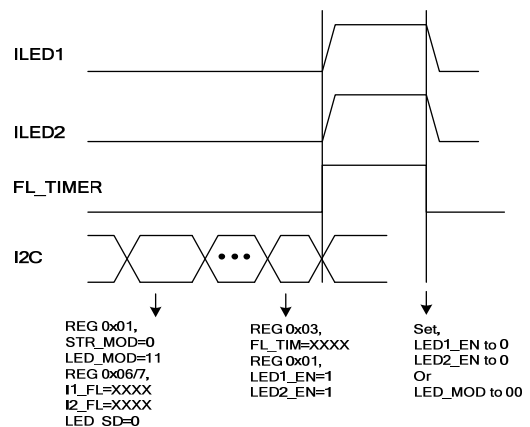 ILED1
ILED2
FL_TIMER
I2C
REG 0x01,
STR_MOD=0
LED_MOD=11
REG 0x06/7,
I1_FL=XXXX
I2_FL=XXXX
LED_SD=0
REG 0x03,
FL_TIM=XXXX
REG 0x01,
LED1_EN=1
LED2_EN=1
Set,
LED1_EN to 0
LED2_EN to 0
Or
LED_MOD to 00